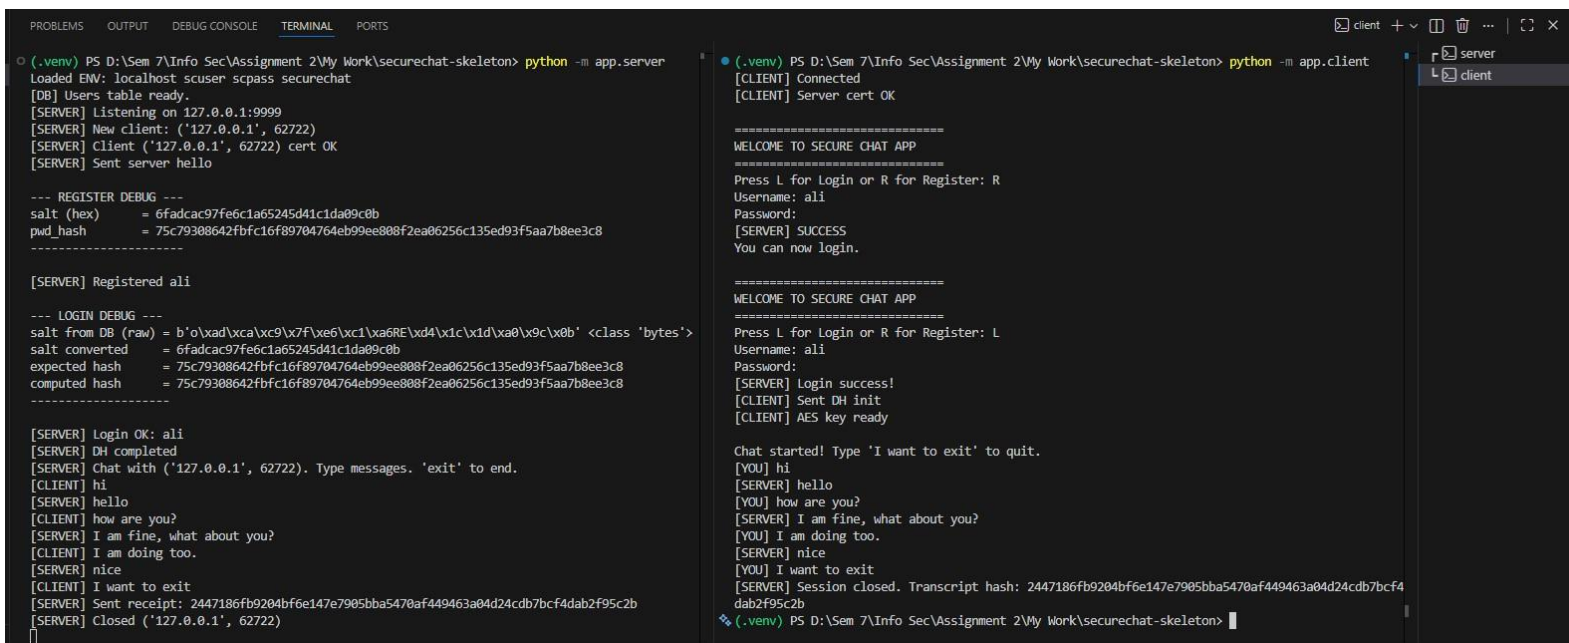 PROBLEMS OUTPUT DEBUG CONSOLE TERMINAL PORTS
client
(.venv) PS D:\Sem 7\Info Sec\Assignment 2\My Work\securechat-skeleton> python -m app.server
Loaded ENV: localhost scuser scpass securechat
[DB] Users table ready.
[SERVER] Listening on 127.0.0.1:9999
[SERVER] New client: ('127.0.0.1', 62722)
[SERVER] Client ('127.0.0.1', 62722) cert OK
[SERVER] Sent server hello
--- REGISTER DEBUG ---
salt (hex) = 6fadcac97fe6c1a65245d41c1da09c0b
pwd_hash = 75c79308642fbfc16f89704764eb99ee808f2ea06256c135ed93f5aa7b8ee3c8
----------------------
[SERVER] Registered ali
--- LOGIN DEBUG ---
salt from DB (raw) = b'o\xad\xca\xc9\x7f\xe6\xc1\xa6RE\xd4\x1c\x1d\xa0\x9c\x0b' <class 'bytes'>
salt converted = 6fadcac97fe6c1a65245d41c1da09c0b
expected hash = 75c79308642fbfc16f89704764eb99ee808f2ea06256c135ed93f5aa7b8ee3c8
computed hash = 75c79308642fbfc16f89704764eb99ee808f2ea06256c135ed93f5aa7b8ee3c8
--------------------
[SERVER] Login OK: ali
[SERVER] DH completed
[SERVER] Chat with ('127.0.0.1', 62722). Type messages. 'exit' to end.
[CLIENT] hi
[SERVER] hello
[CLIENT] how are you?
[SERVER] I am fine, what about you?
[CLIENT] I am doing too.
[SERVER] nice
[CLIENT] I want to exit
[SERVER] Sent receipt: 2447186fb9204bf6e147e7905bba5470af449463a04d24cdb7bcf4dab2f95c2b
[SERVER] Closed ('127.0.0.1', 62722)
(.venv) PS D:\Sem 7\Info Sec\Assignment 2\My Work\securechat-skeleton> python -m app.client
[CLIENT] Connected
[CLIENT] Server cert OK
==============================
WELCOME TO SECURE CHAT APP
==============================
Press L for Login or R for Register: R
Username: ali
Password:
[SERVER] SUCCESS
You can now login.
==============================
WELCOME TO SECURE CHAT APP
==============================
Press L for Login or R for Register: L
Username: ali
Password:
[SERVER] Login success!
[CLIENT] Sent DH init
[CLIENT] AES key ready
Chat started! Type 'I want to exit' to quit.
[YOU] hi
[SERVER] hello
[YOU] how are you?
[SERVER] I am fine, what about you?
[YOU] I am doing too.
[SERVER] nice
[YOU] I want to exit
[SERVER] Session closed. Transcript hash: 2447186fb9204bf6e147e7905bba5470af449463a04d24cdb7bcf4
dab2f95c2b
(.venv) PS D:\Sem 7\Info Sec\Assignment 2\My Work\securechat-skeleton>
server
client